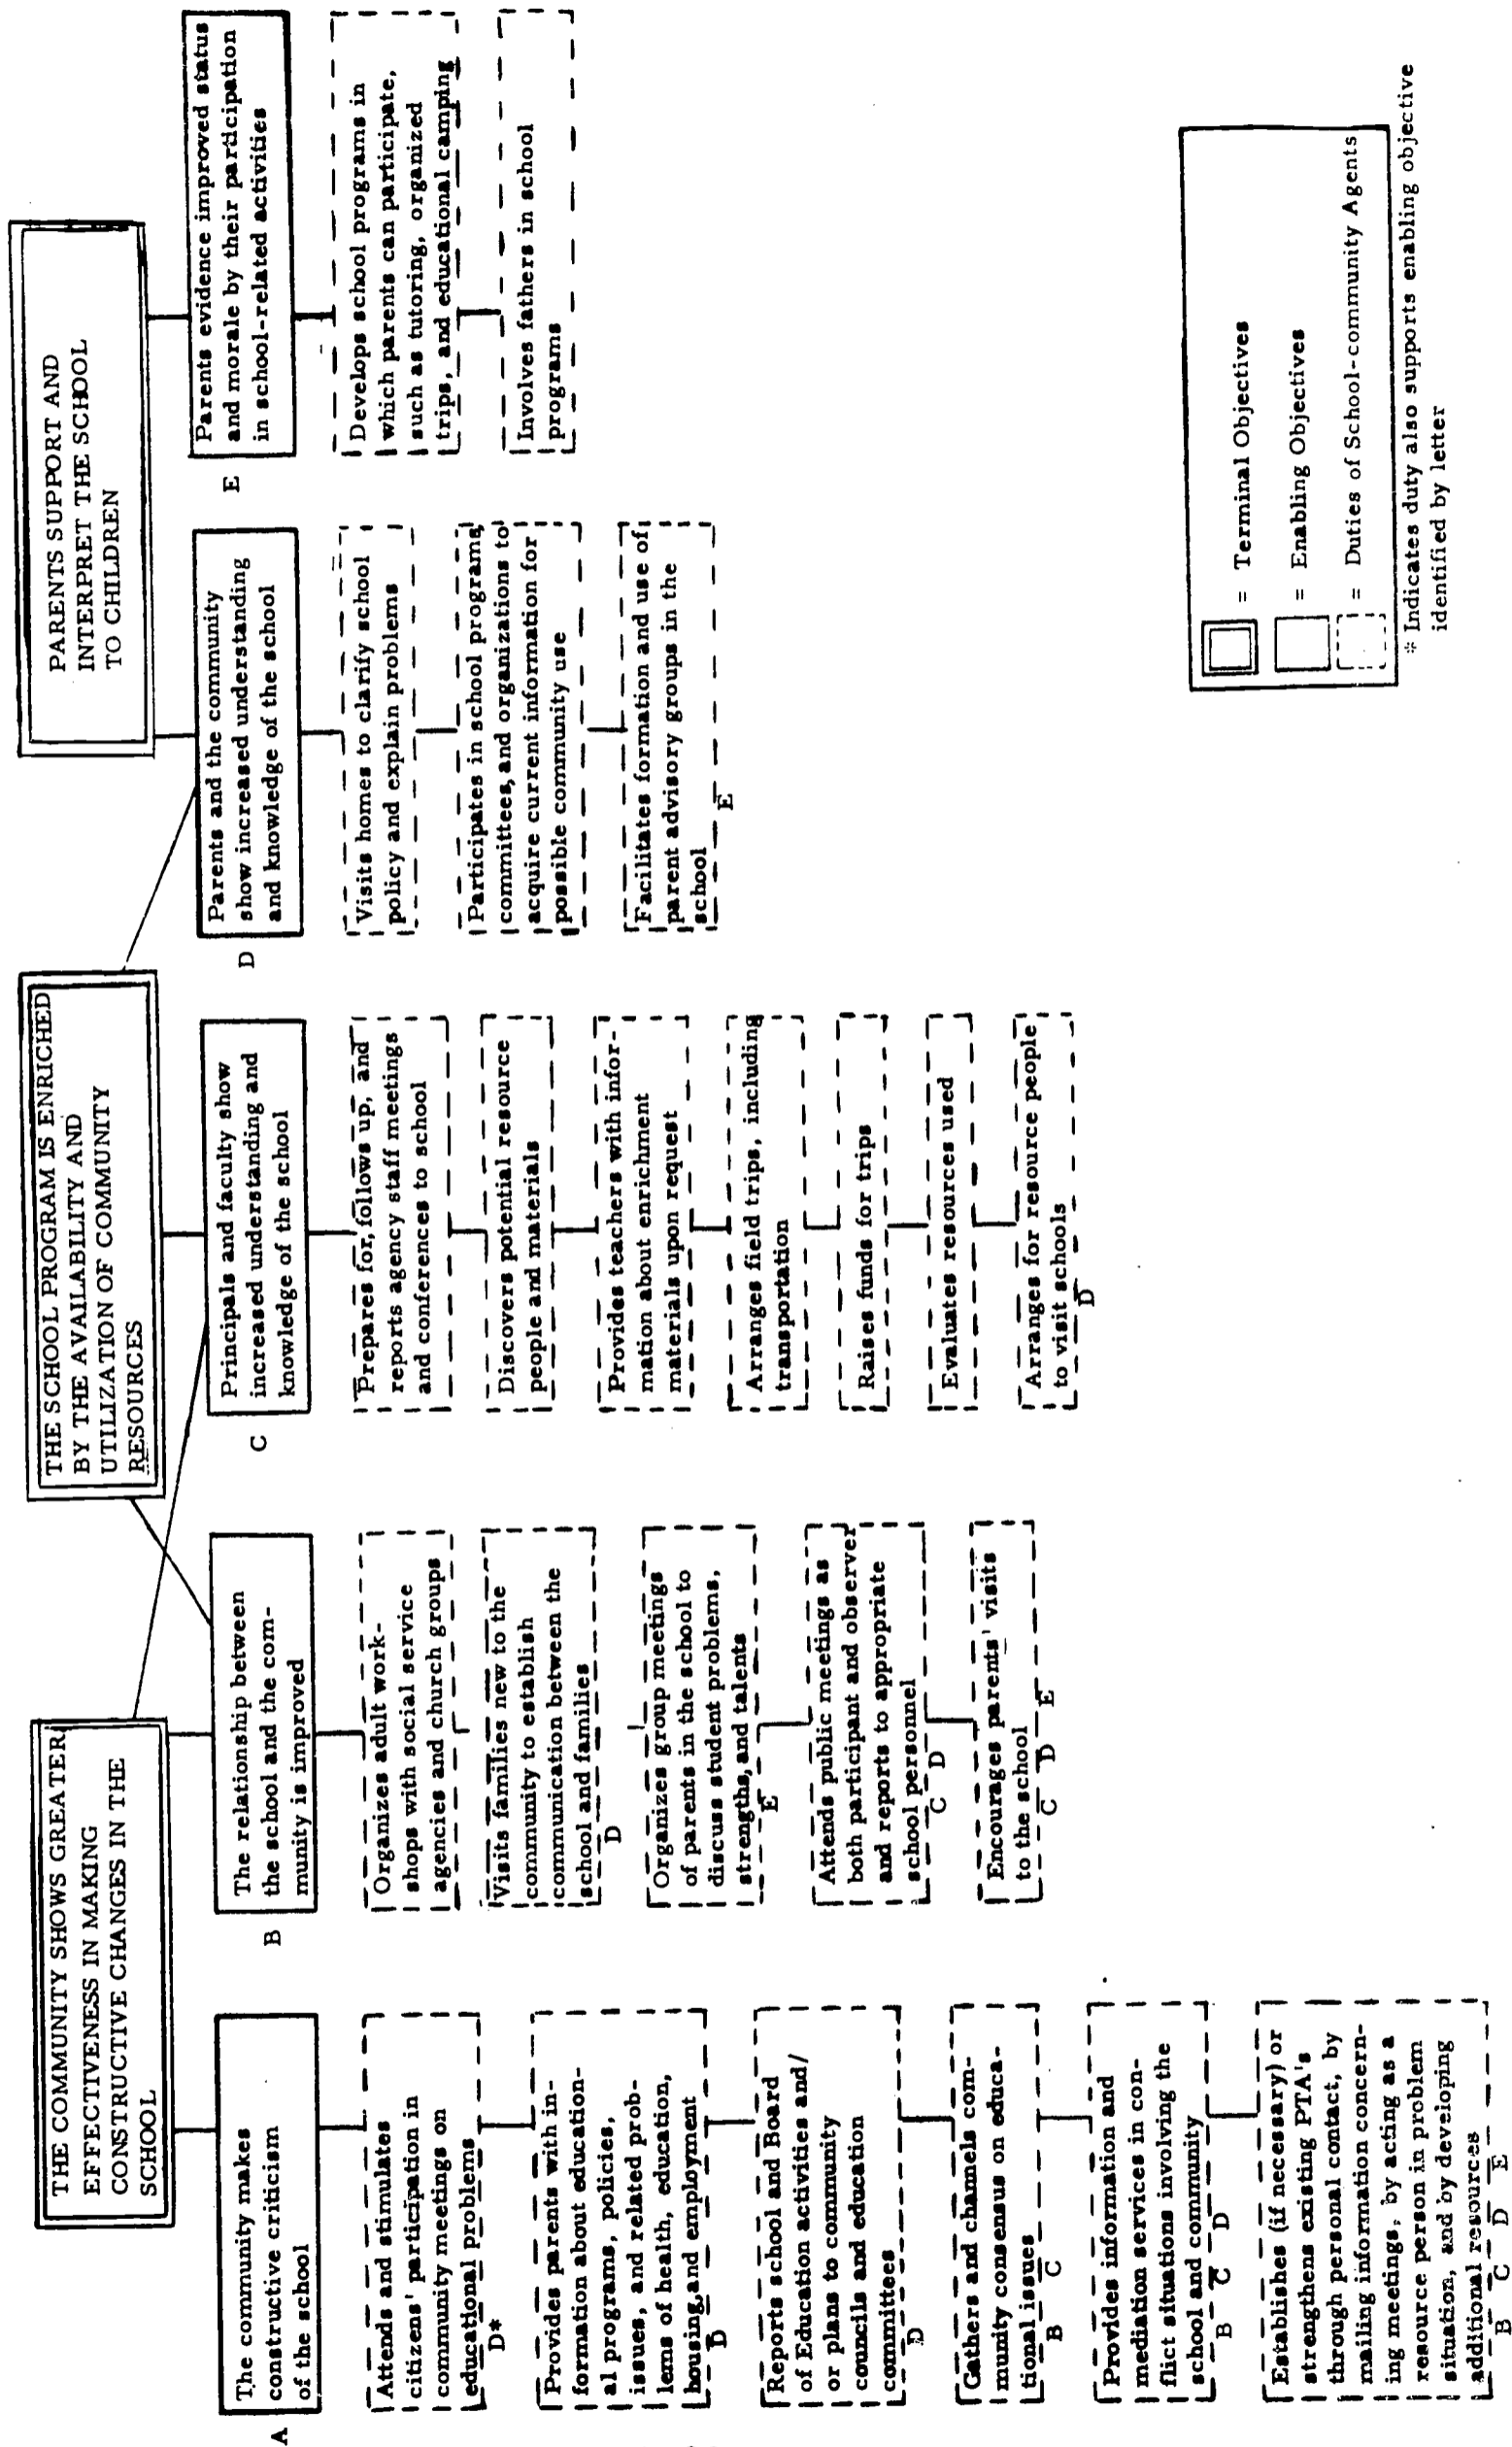 THE COMMUNITY SHOWS GREATER
EFFECTIVENESS IN MAKING
CONSTRUCTIVE CHANGES IN THE
SCHOOL
THE SCHOOL PROGRAM IS ENRICHED
BY THE AVAILABILITY AND
UTILIZATION OF COMMUNITY
RESOURCES
PARENTS SUPPORT AND
INTERPRET THE SCHOOL
TO CHILDREN
A
The community makes
constructive criticism
of the school
Attends and stimulates
citizens' participation in
community meetings on
educational problems
D*
Provides parents with in-
formation about education-
al programs, policies,
issues, and related prob-
lems of health, education,
housing, and employment
D
Reports school and Board
of Education activities and/
or plans to community
councils and education
committees
D
Gathers and channels com-
munity consensus on educa-
tional issues
B C
Provides information and
mediation services in con-
flict situations involving the
school and community
B C D
Establishes (if necessary) or
strengthens existing PTA's
through personal contact, by
mailing information concern-
ing meetings, by acting as a
resource person in problem
situation, and by developing
additional resources
B C D E
B
The relationship between
the school and the com-
munity is improved
Organizes adult work-
shops with social service
agencies and church groups
Visits families new to the
community to establish
communication between the
school and families
D
Organizes group meetings
of parents in the school to
discuss student problems,
strengths, and talents
E
Attends public meetings as
both participant and observer
and reports to appropriate
school personnel
C D
Encourages parents' visits
to the school
C D E
C
Principals and faculty show
increased understanding and
knowledge of the school
Prepares for, follows up, and
reports agency staff meetings
and conferences to school
Discovers potential resource
people and materials
Provides teachers with infor-
mation about enrichment
materials upon request
Arranges field trips, including
transportation
Raises funds for trips
Evaluates resources used
Arranges for resource people
to visit schools
D
D
Parents and the community
show increased understanding
and knowledge of the school
Visits homes to clarify school
policy and explain problems
Participates in school programs,
committees, and organizations to
acquire current information for
possible community use
Facilitates formation and use of
parent advisory groups in the
school
E
E
Parents evidence improved status
and morale by their participation
in school-related activities
Develops school programs in
which parents can participate,
such as tutoring, organized
trips, and educational camping
Involves fathers in school
programs
= Terminal Objectives
= Enabling Objectives
= Duties of School-community Agents
* Indicates duty also supports enabling objective
identified by letter